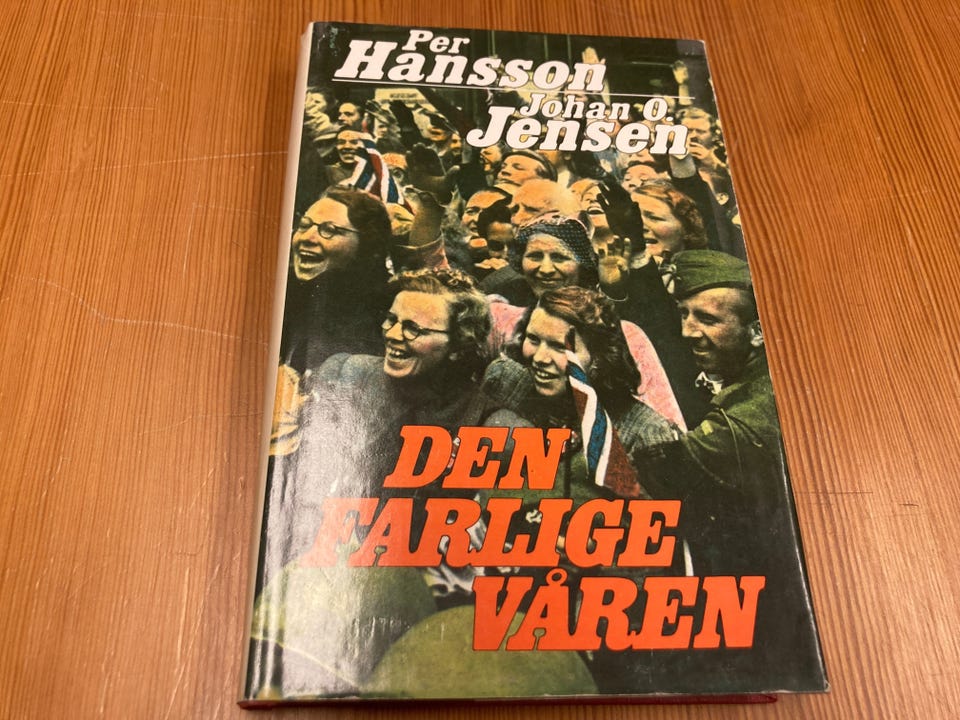 Per
Hansson
Johan O.
Jensen
DEN
FARLIGE
VÅREN